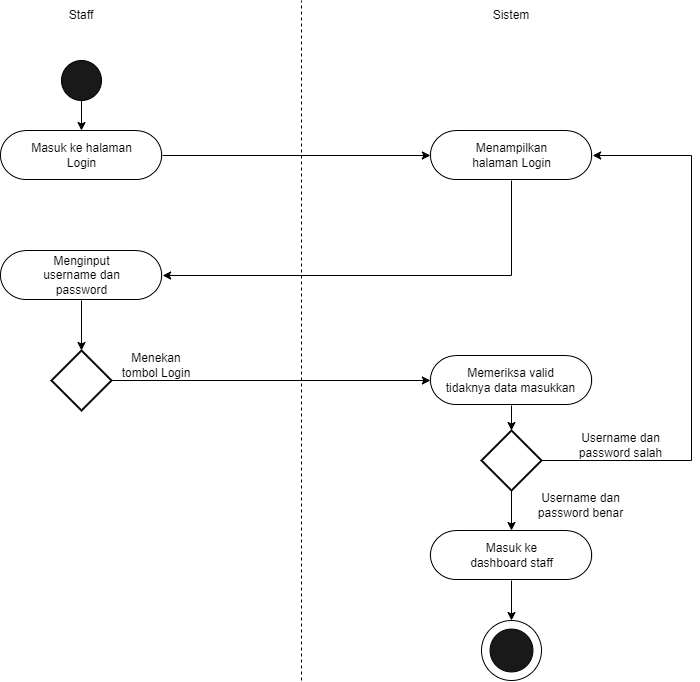 Staff
Sistem
Masuk ke halaman
Login
Menampilkan
halaman Login
Menginput
username dan
password
Menekan
tombol Login
Memeriksa valid
tidaknya data masukkan
Username dan
password salah
Username dan
password benar
Masuk ke
dashboard staff